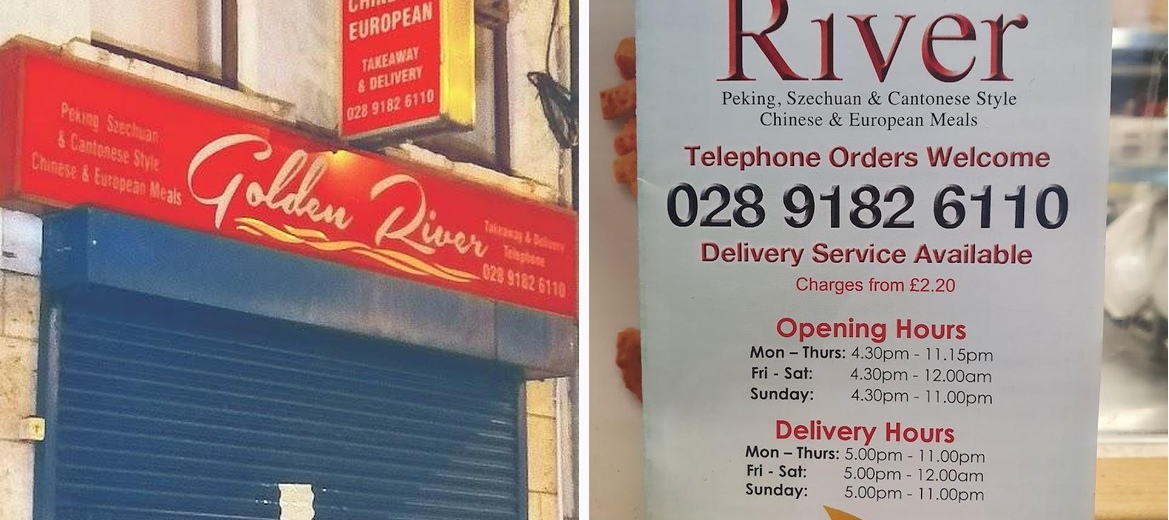 CHINESE
EUROPEAN
TAKEAWAY
& DELIVERY
028 9182 6110
Peking Szechuan
& Cantonese Style
Chinese & European Meals
Golden River
Takeaway & Delivery
Telephone
028 9182 6110
River
Peking, Szechuan & Cantonese Style
Chinese & European Meals
Telephone Orders Welcome
028 9182 6110
Delivery Service Available
Charges from £2.20
Opening Hours
Mon – Thurs: 4.30pm - 11.15pm
Fri - Sat: 4.30pm - 12.00am
Sunday: 4.30pm - 11.00pm
Delivery Hours
Mon – Thurs: 5.00pm - 11.00pm
Fri - Sat: 5.00pm - 12.00am
Sunday: 5.00pm - 11.00pm